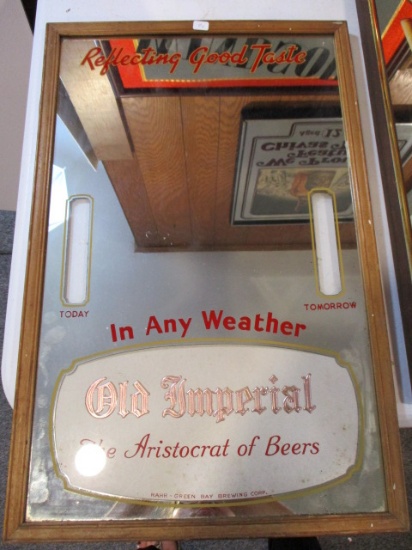 Reflecting Good Taste
TODAY
TOMORROW
In Any Weather
Old Imperial
The Aristocrat of Beers
RAHR - GREEN BAY BREWING CORP.